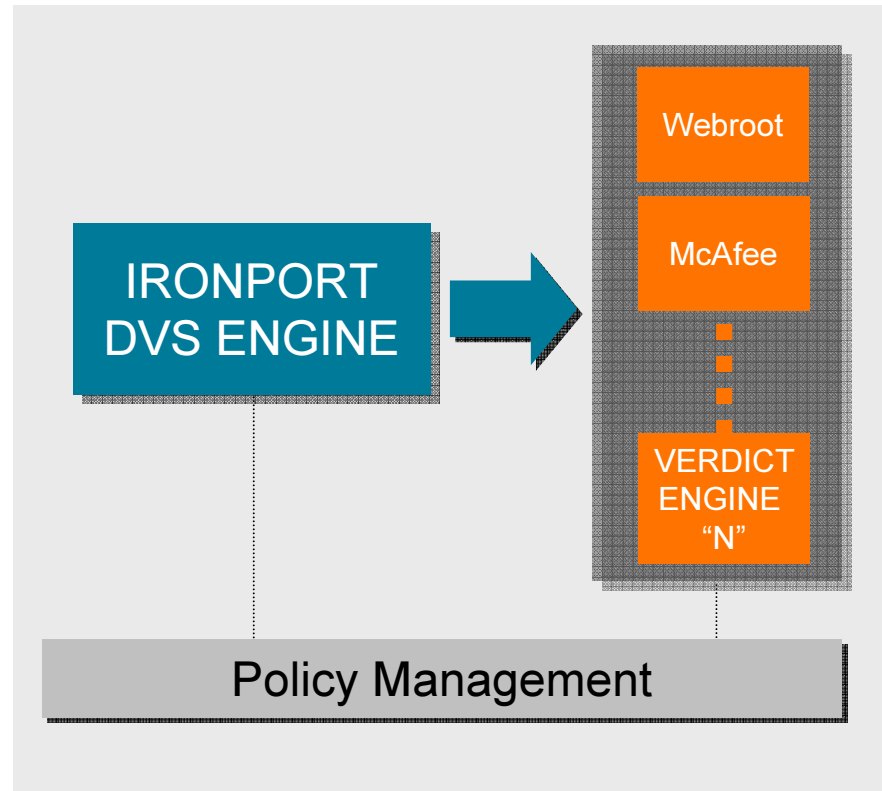 Webroot
McAfee
IRONPORT
DVS ENGINE
VERDICT
ENGINE
“N”
Policy Management